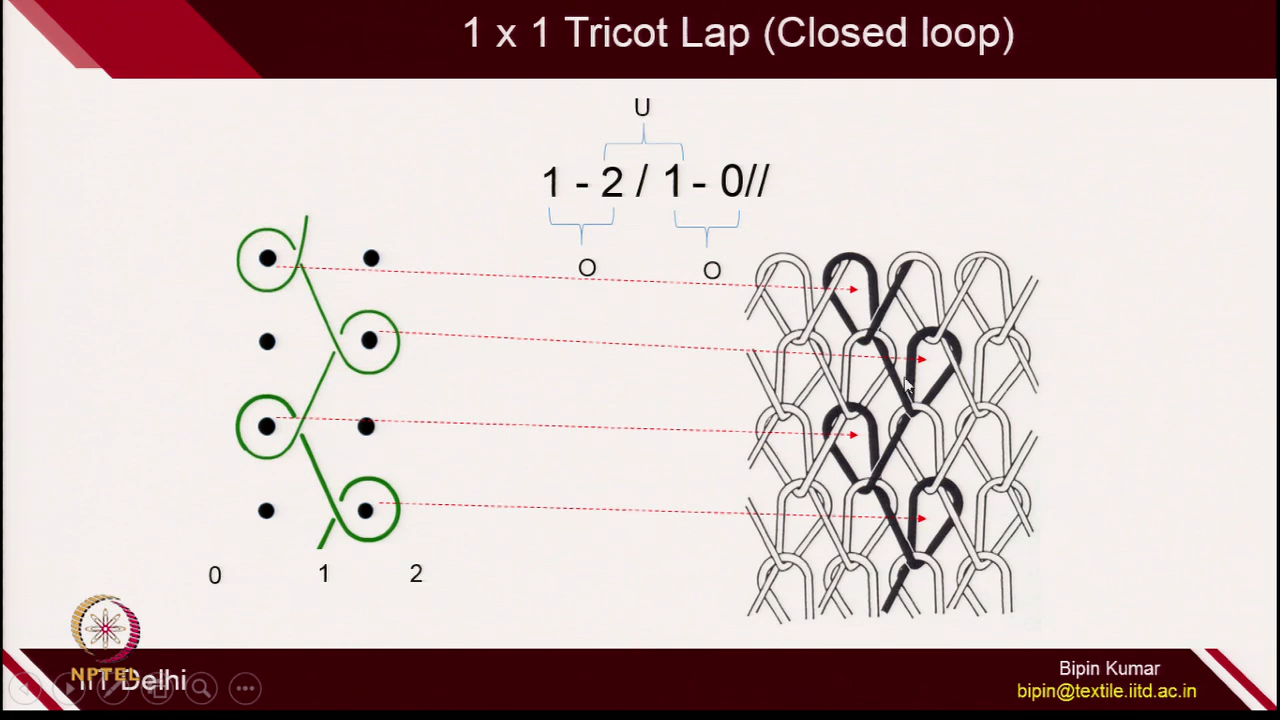 1 x 1 Tricot Lap (Closed loop)
U
1 - 2 / 1 - 0//
O O
0 1 2
NPTEL
IIT Delhi
Bipin Kumar
bipin@textile.iitd.ac.in